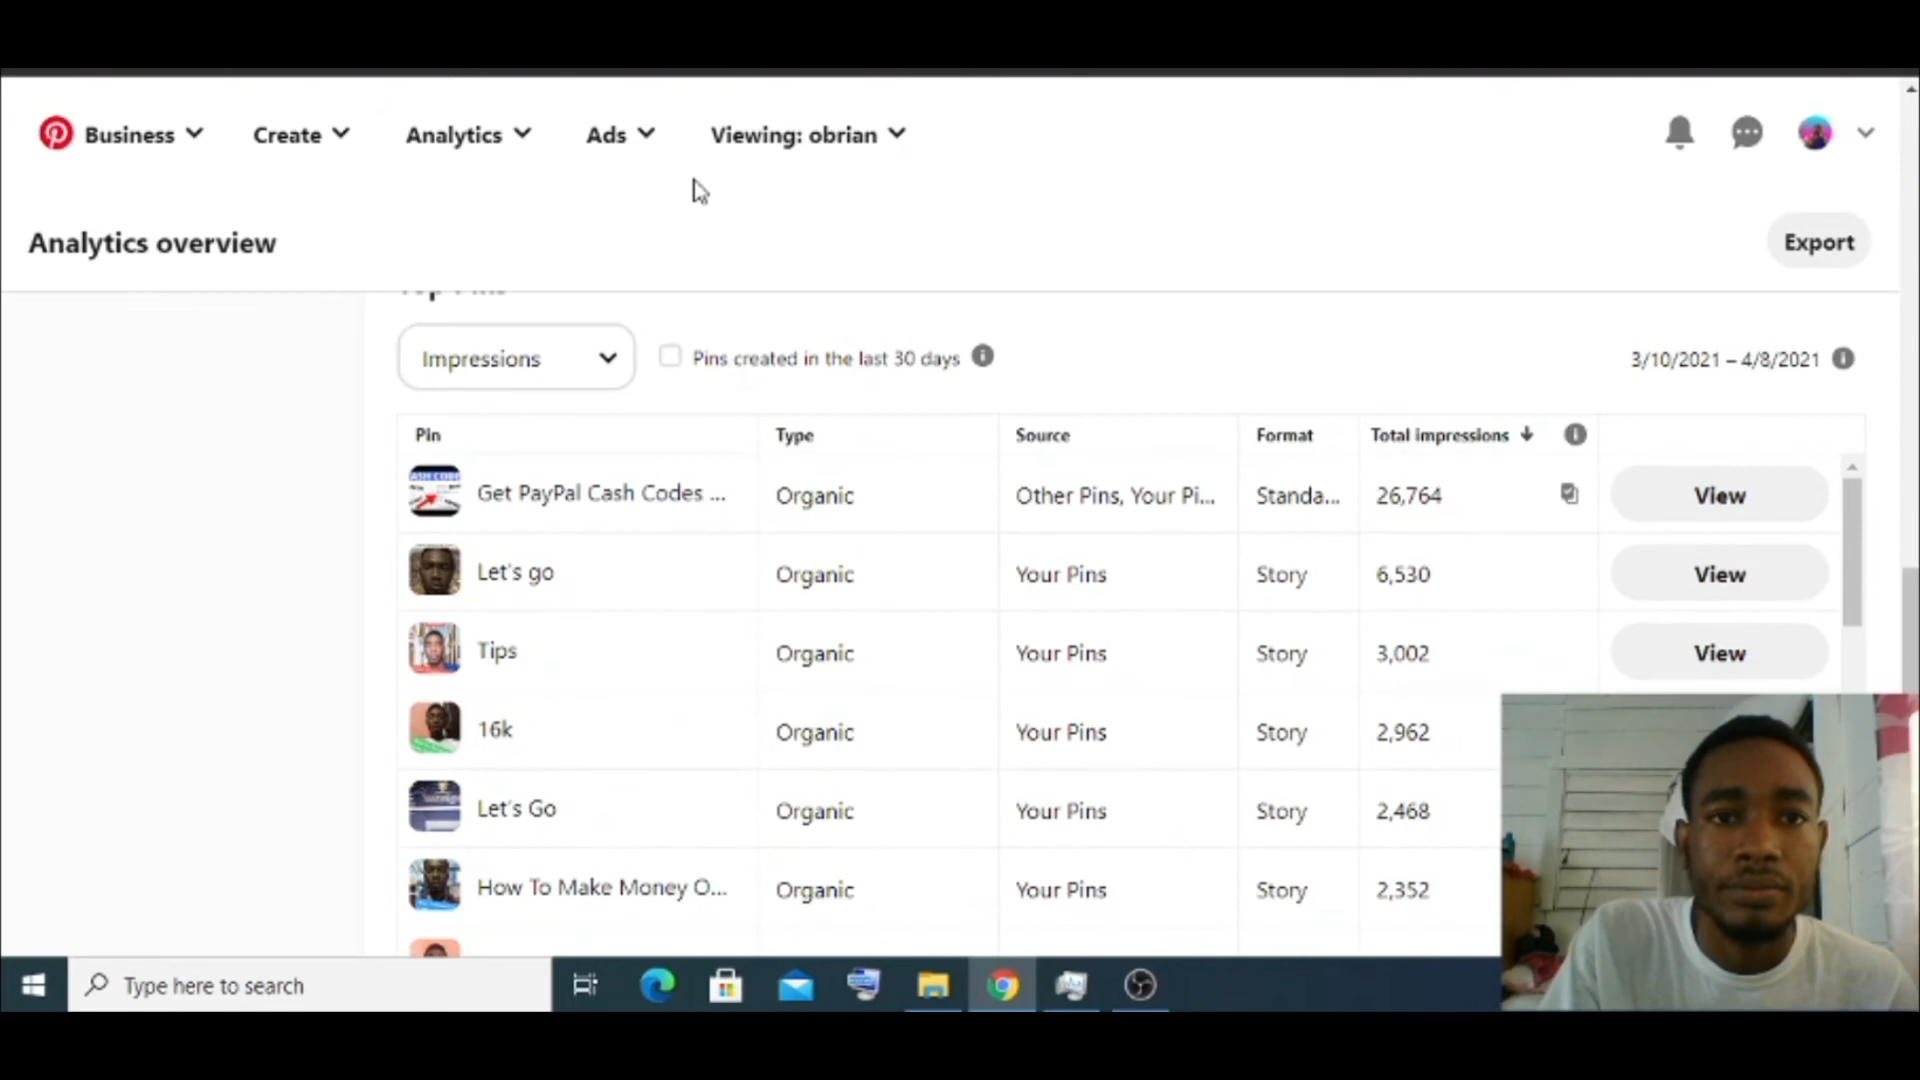 Business Create Analytics Ads Viewing: obrian
Analytics overview Export
Impressions Pins created in the last 30 days 3/10/2021 – 4/8/2021
Pin Type Source Format Total impressions
Get PayPal Cash Codes ... Organic Other Pins, Your Pi... Standa... 26,764 View
Let's go Organic Your Pins Story 6,530 View
Tips Organic Your Pins Story 3,002 View
16k Organic Your Pins Story 2,962
Let's Go Organic Your Pins Story 2,468
How To Make Money O... Organic Your Pins Story 2,352
Type here to search